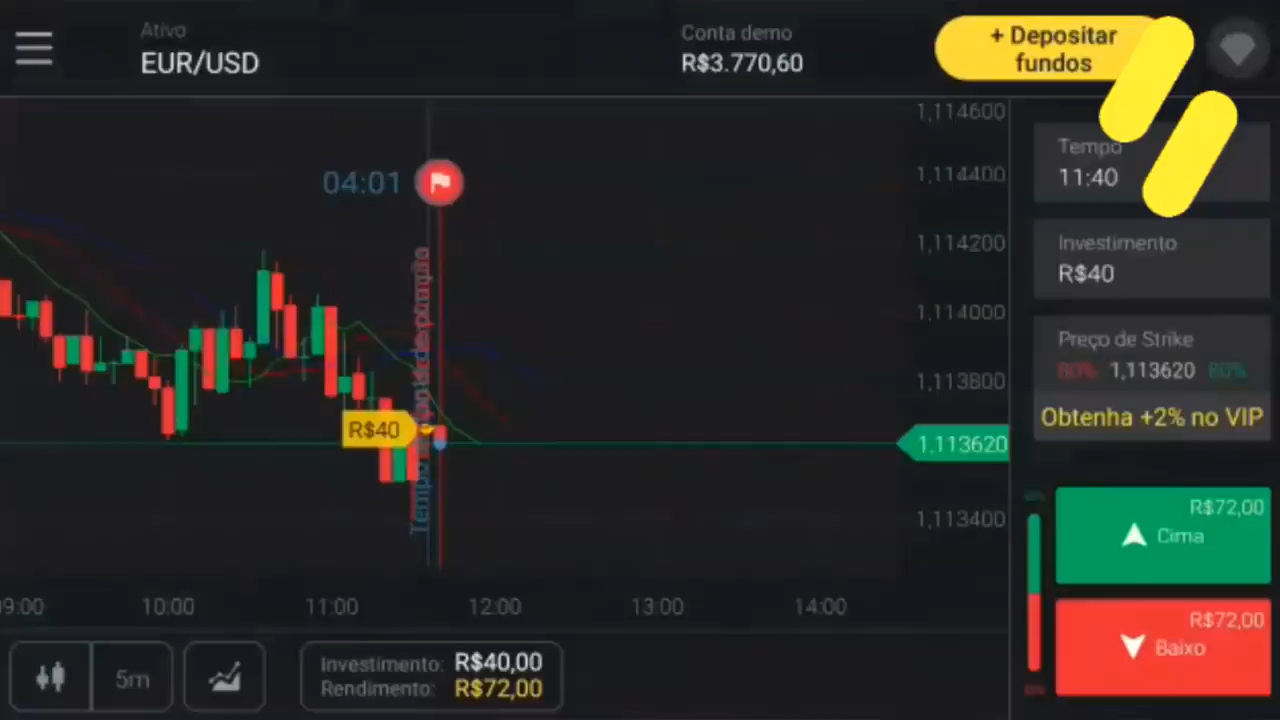 Ativo
EUR/USD
Conta demo
R$3.770,60
+ Depositar
fundos
1,114600
04:01
1,114400
1,114200
1,114000
1,113800
1,113620
1,113400
R$40
Tempo
11:40
Investimento
R$40
Preço de Strike
80% 1,113620 80%
Obtenha +2% no VIP
R$72,00
Cima
R$72,00
Baixo
09:00 10:00 11:00 12:00 13:00 14:00
5m
Investimento: R$40,00
Rendimento: R$72,00